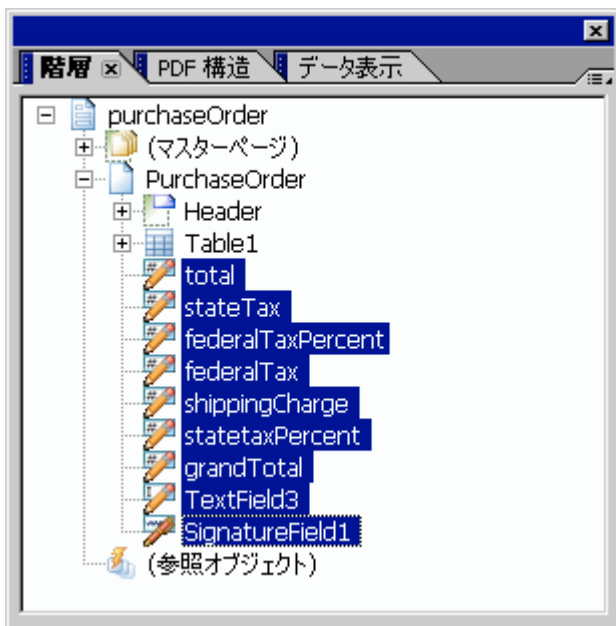 階層 PDF 構造 データ表示
purchaseOrder
(マスターページ)
PurchaseOrder
Header
Table1
total
stateTax
federalTaxPercent
federalTax
shippingCharge
statetaxPercent
grandTotal
TextField3
SignatureField1
(参照オブジェクト)